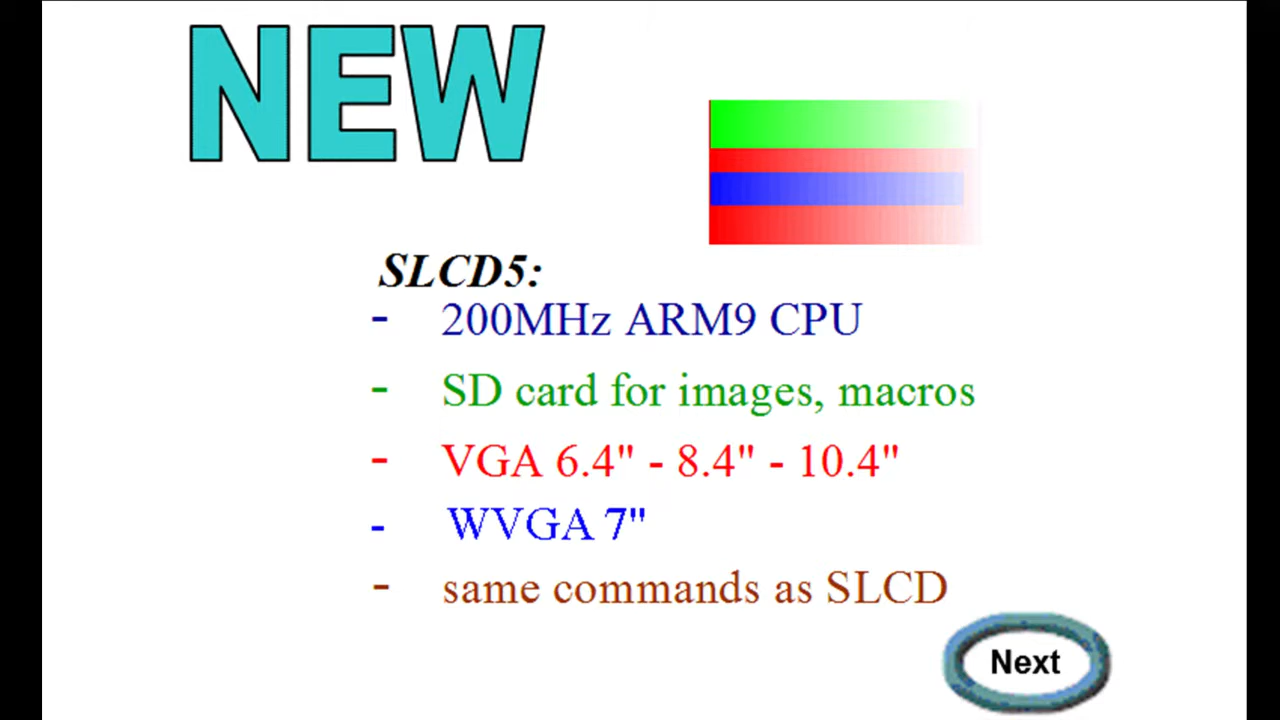 NEW
SLCD5:
- 200MHz ARM9 CPU
- SD card for images, macros
- VGA 6.4" - 8.4" - 10.4"
- WVGA 7"
- same commands as SLCD
Next